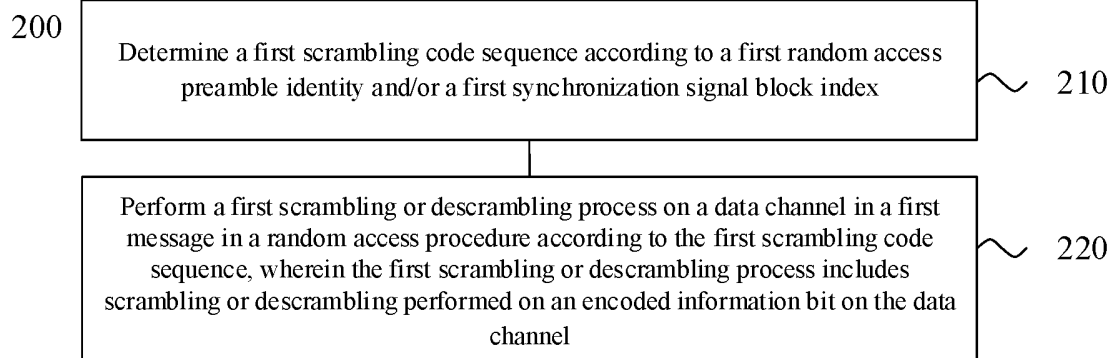 200
Determine a first scrambling code sequence according to a first random access
preamble identity and/or a first synchronization signal block index
210
Perform a first scrambling or descrambling process on a data channel in a first
message in a random access procedure according to the first scrambling code
sequence, wherein the first scrambling or descrambling process includes
scrambling or descrambling performed on an encoded information bit on the data
channel
220